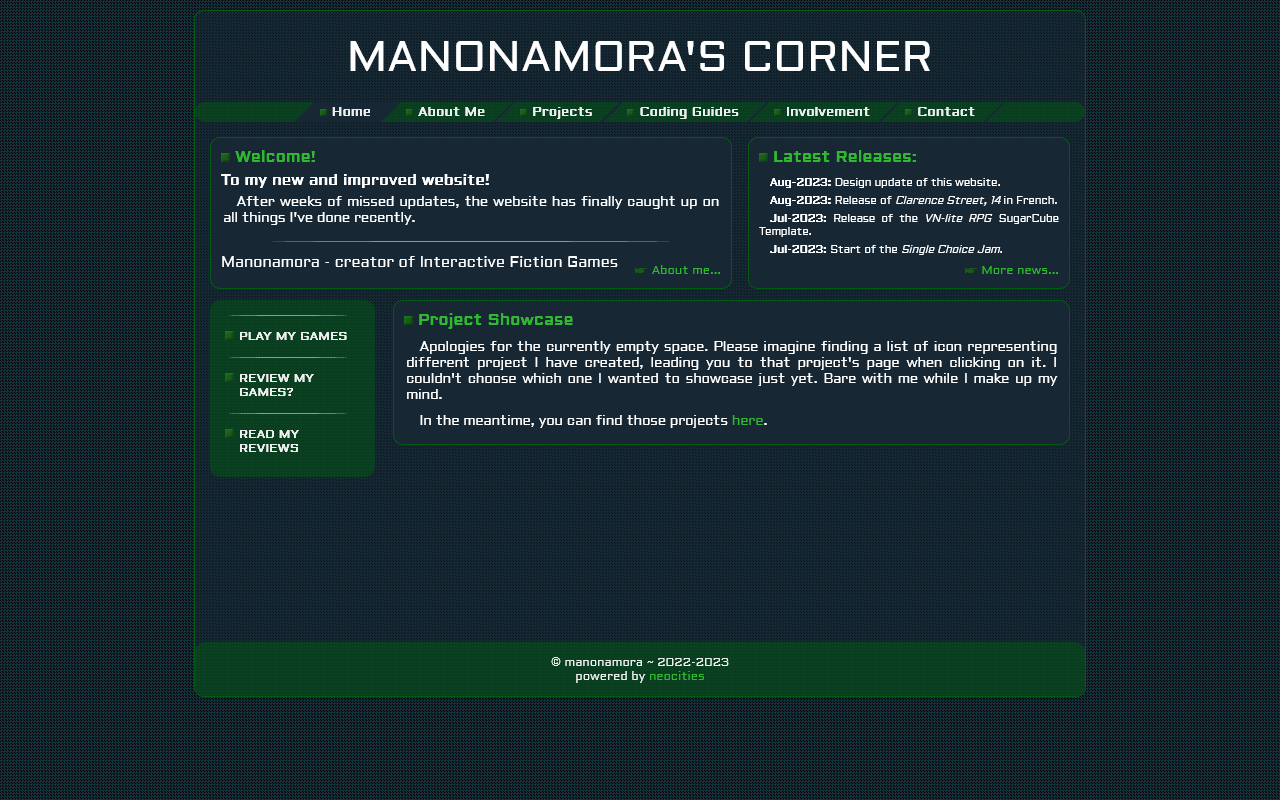 MANONAMORA'S CORNER
Home About Me Projects Coding Guides Involvement Contact
Welcome!
To my new and improved website!
After weeks of missed updates, the website has finally caught up on
all things I've done recently.
Manonamora - creator of Interactive Fiction Games
About me...
Latest Releases:
Aug-2023: Design update of this website.
Aug-2023: Release of Clarence Street, 14 in French.
Jul-2023: Release of the VN-lite RPG SugarCube
Template.
Jul-2023: Start of the Single Choice Jam.
More news...
PLAY MY GAMES
REVIEW MY
GAMES?
READ MY
REVIEWS
Project Showcase
Apologies for the currently empty space. Please imagine finding a list of icon representing
different project I have created, leading you to that project's page when clicking on it. I
couldn't choose which one I wanted to showcase just yet. Bare with me while I make up my
mind.
In the meantime, you can find those projects here.
© manonamora ~ 2022-2023
powered by neocities